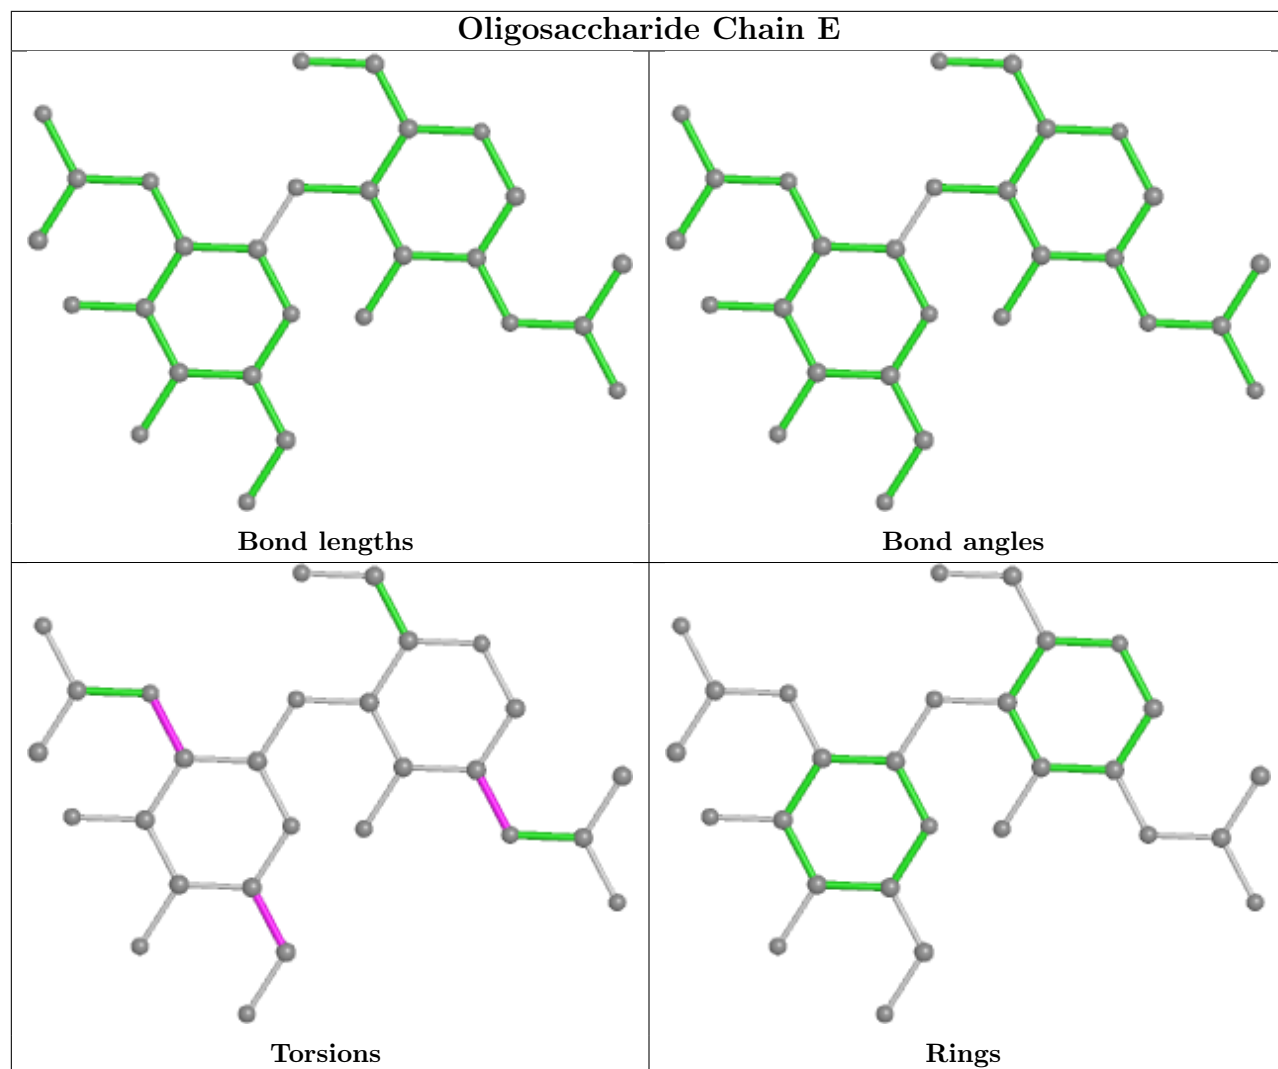 Oligosaccharide Chain E
Bond lengths
Bond angles
Torsions
Rings